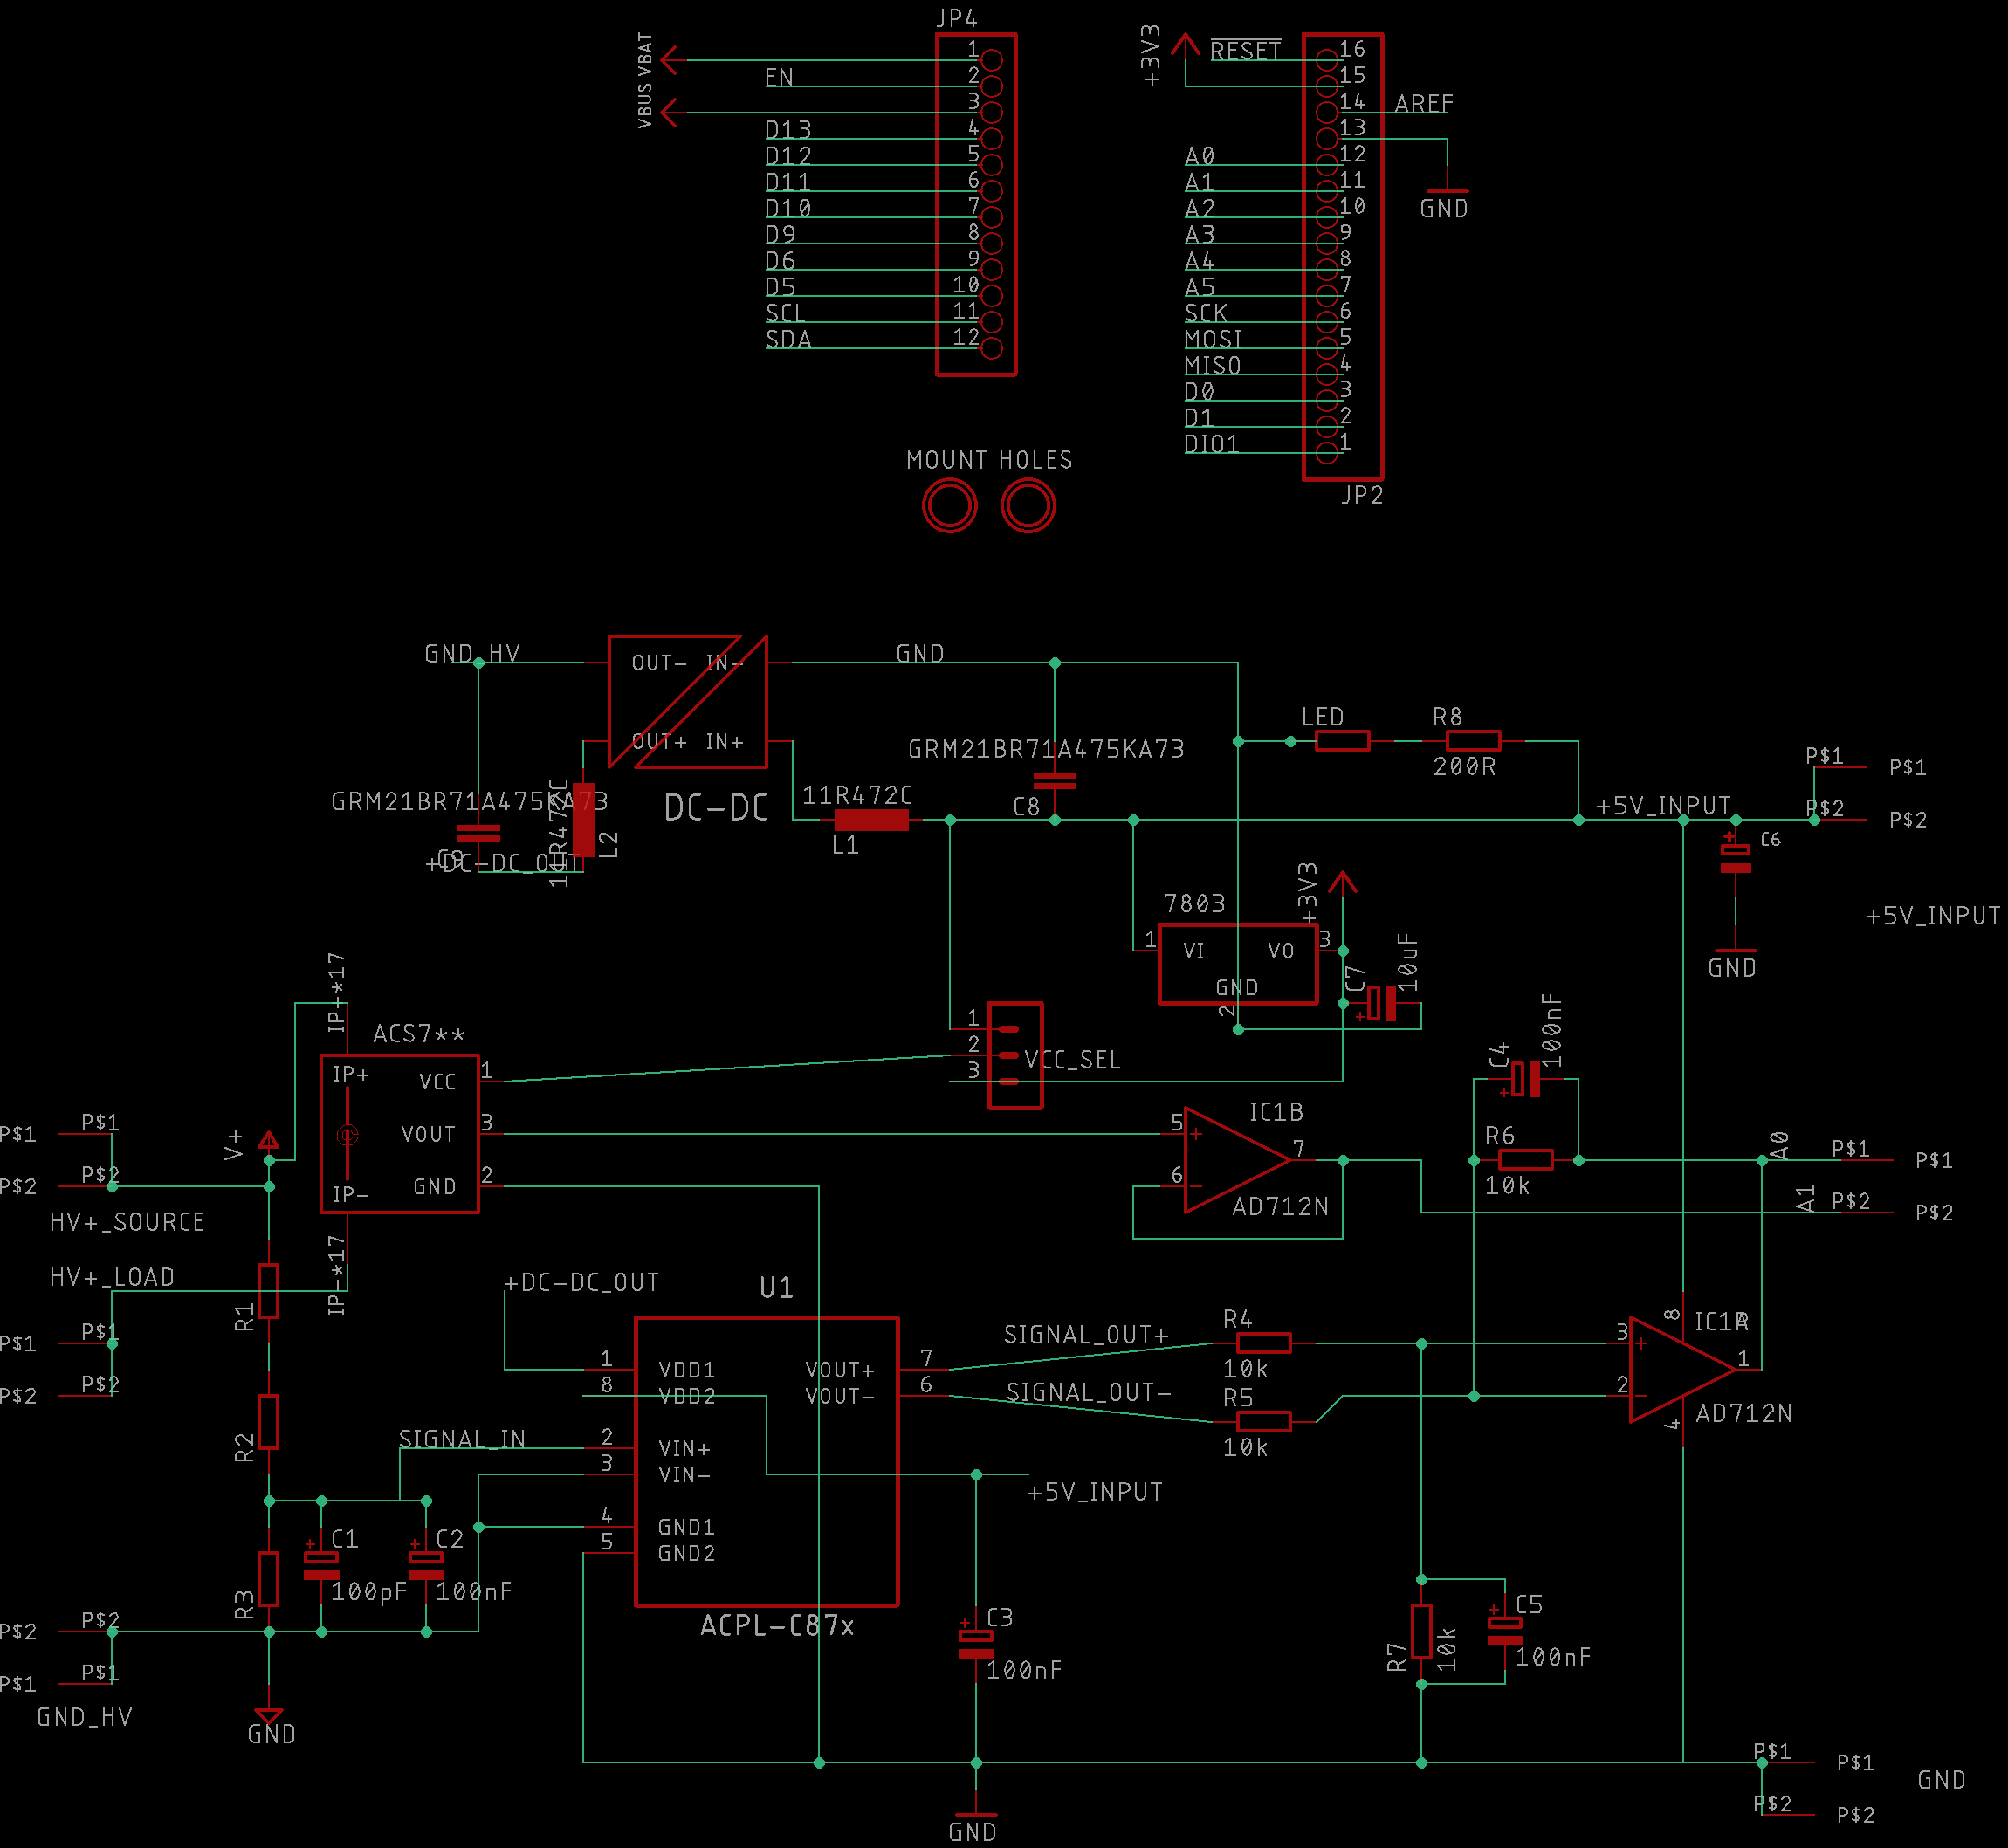 JP4
VBAT
VBUS
1
EN 2
3
D13 4
D12 5
D11 6
D10 7
D9 8
D6 9
D5 10
SCL 11
SDA 12
+3V3
RESET 16
15
14 AREF
13
A0 12
A1 11
A2 10
A3 9
A4 8
A5 7
SCK 6
MOSI 5
MISO 4
D0 3
D1 2
DIO1 1
GND
JP2
MOUNT HOLES
GND_HV
OUT- IN-
OUT+ IN+
DC-DC
GND
GRM21BR71A475KA73
C9
+DC-DC_OUT
11R472C
L2
11R472C
L1
GRM21BR71A475KA73
C8
LED
R8
200R
+5V_INPUT
P$1 P$1
P$2 P$2
C6
GND
+5V_INPUT
7803
1 VI VO 3
GND
2
+3V3
C7
10uF
1
2
3
VCC_SEL
IP+*17
ACS7**
IP+ VCC 1
VOUT 3
IP- GND 2
IP-*17
P$1 P$1
P$2 P$2
HV+_SOURCE
V+
HV+_LOAD
P$1 P$1
P$2 P$2
R1
R2
R3
C1
100pF
C2
100nF
P$2 P$2
P$1 P$1
GND_HV
GND
SIGNAL_IN
+DC-DC_OUT
U1
1 VDD1 VOUT+ 7
8 VDD2 VOUT- 6
2 VIN+
3 VIN-
4 GND1
5 GND2
ACPL-C87x
+5V_INPUT
C3
100nF
GND
5
6
7
IC1B
AD712N
SIGNAL_OUT+
SIGNAL_OUT-
R4
10k
R5
10k
C4
100nF
R6
10k
A0
A1
P$1 P$1
P$2 P$2
8
IC1A
3
2
1
4
AD712N
R7
10k
C5
100nF
P$1 P$1
P$2 P$2
GND